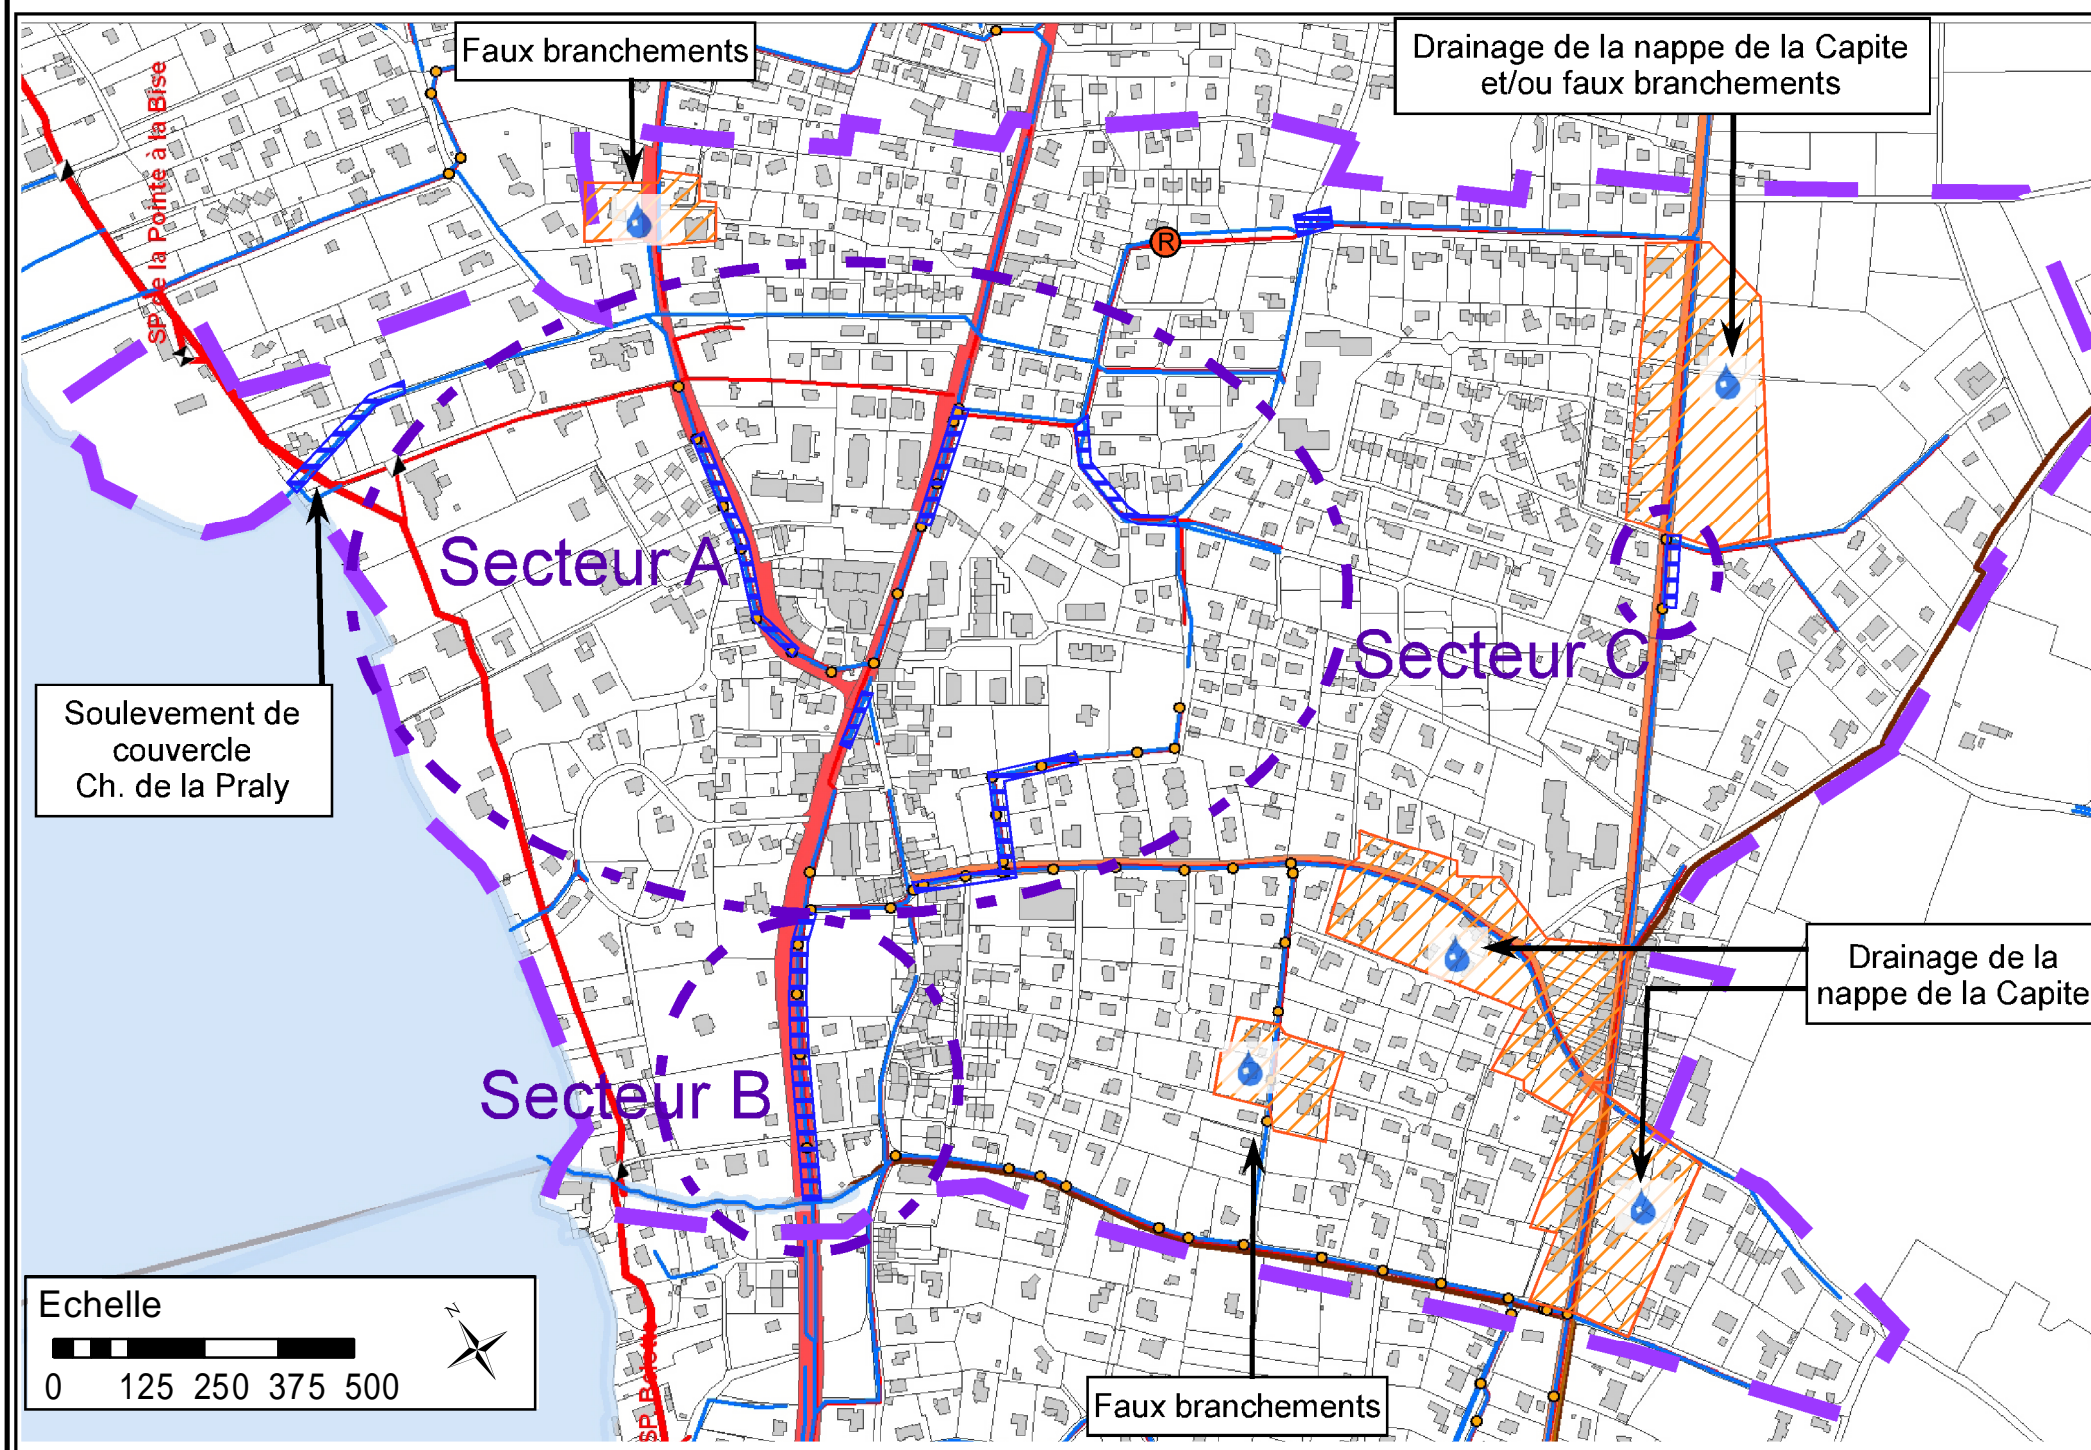 Faux branchements
Drainage de la nappe de la Capite
et/ou faux branchements
SP de la Pointe à la Bise
R
Secteur A
Secteur C
Soulevement de
couvercle
Ch. de la Praly
Drainage de la
nappe de la Capite
Secteur B
Echelle
N
0 125 250 375 500
SP Belotte
Faux branchements